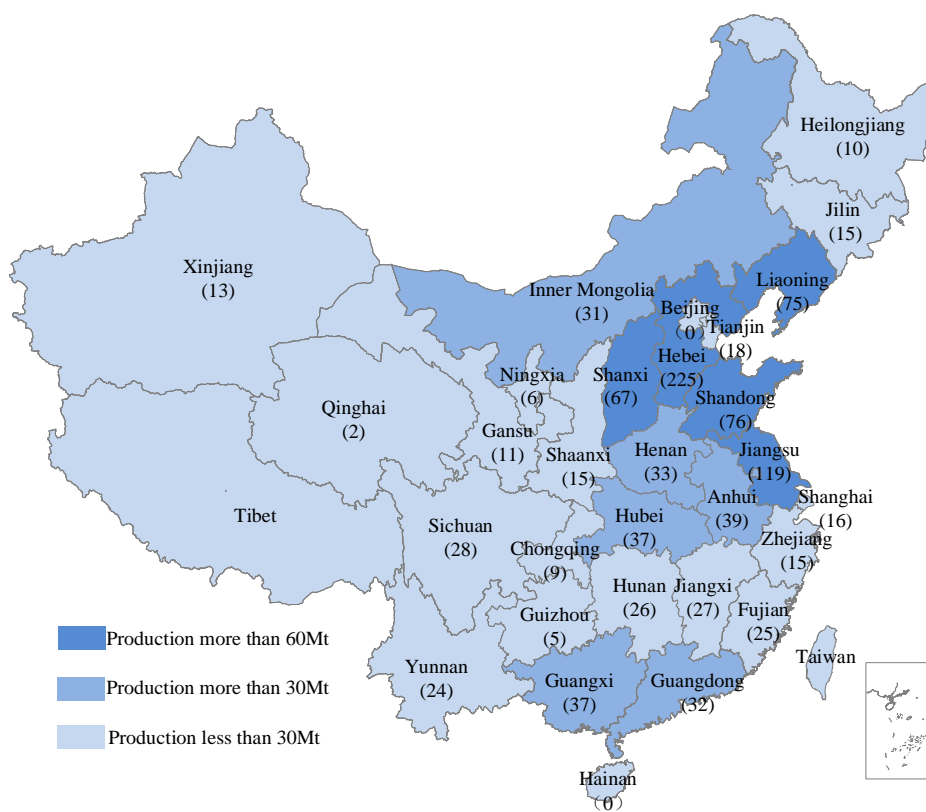 Heilongjiang
(10)
Jilin
(15)
Xinjiang
(13)
Liaoning
(75)
Inner Mongolia
(31)
Beijing
(0)
Tianjin
(18)
Hebei
(225)
Shanxi
(67)
Ningxia
(6)
Shandong
(76)
Qinghai
(2)
Gansu
(11)
Shaanxi
(15)
Henan
(33)
Jiangsu
(119)
Anhui
(39)
Shanghai
(16)
Tibet
Sichuan
(28)
Hubei
(37)
Chongqing
(9)
Zhejiang
(15)
Hunan
(26)
Jiangxi
(27)
Guizhou
(5)
Fujian
(25)
Taiwan
Yunnan
(24)
Guangxi
(37)
Guangdong
(32)
Hainan
(0)
Production more than 60Mt
Production more than 30Mt
Production less than 30Mt